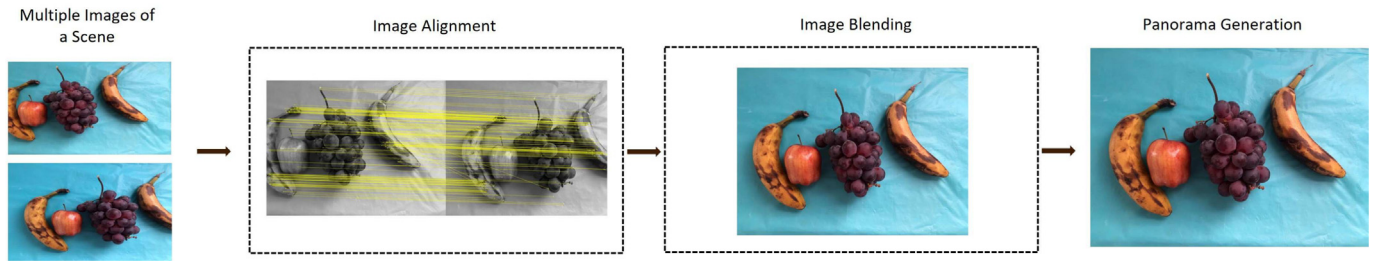 Multiple Images of
a Scene
Image Alignment
Image Blending
Panorama Generation